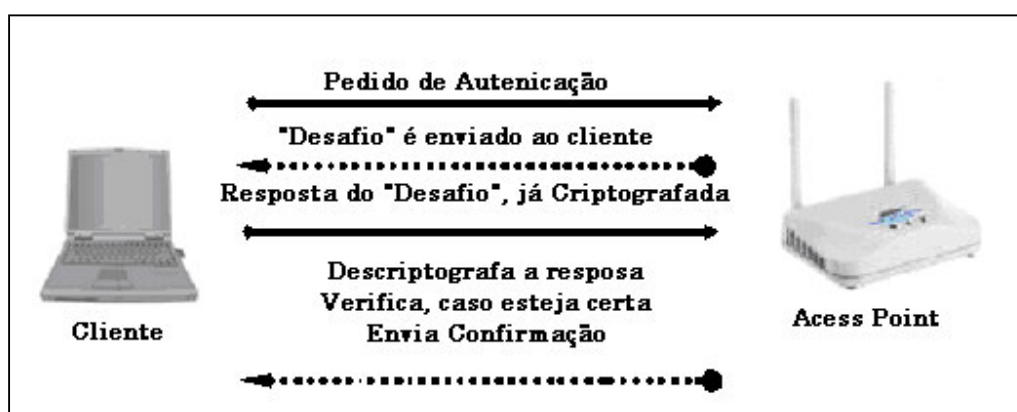 Pedido de Autenicação
"Desafio" é enviado ao cliente
Resposta do "Desafio", já Criptografada
Descriptografa a resposa
Verifica, caso esteja certa
Envia Confirmação
Cliente
Acess Point